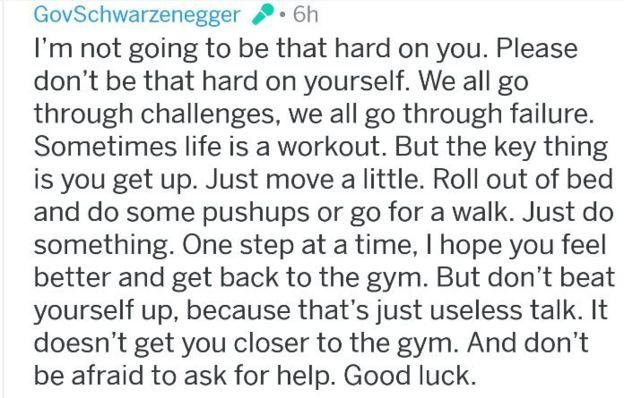 GovSchwarzenegger • 6h
I'm not going to be that hard on you. Please
don't be that hard on yourself. We all go
through challenges, we all go through failure.
Sometimes life is a workout. But the key thing
is you get up. Just move a little. Roll out of bed
and do some pushups or go for a walk. Just do
something. One step at a time, I hope you feel
better and get back to the gym. But don't beat
yourself up, because that's just useless talk. It
doesn't get you closer to the gym. And don't
be afraid to ask for help. Good luck.